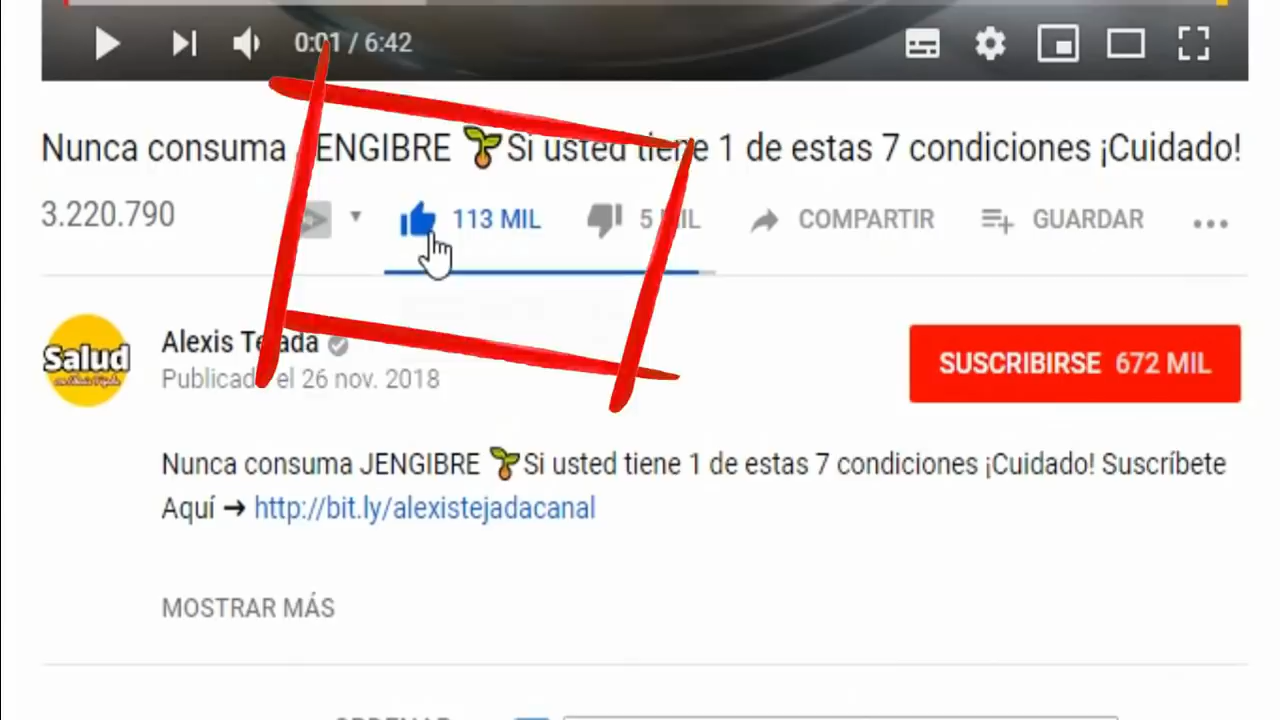 0:01 / 6:42
Nunca consuma JENGIBRE Si usted tiene 1 de estas 7 condiciones ¡Cuidado!
3.220.790
113 MIL
5 MIL
COMPARTIR
GUARDAR
Salud
Alexis Tejada
Publicado el 26 nov. 2018
SUSCRIBIRSE 672 MIL
Nunca consuma JENGIBRE Si usted tiene 1 de estas 7 condiciones ¡Cuidado! Suscríbete
Aquí ➜ http://bit.ly/alexistejadacanal
MOSTRAR MÁS